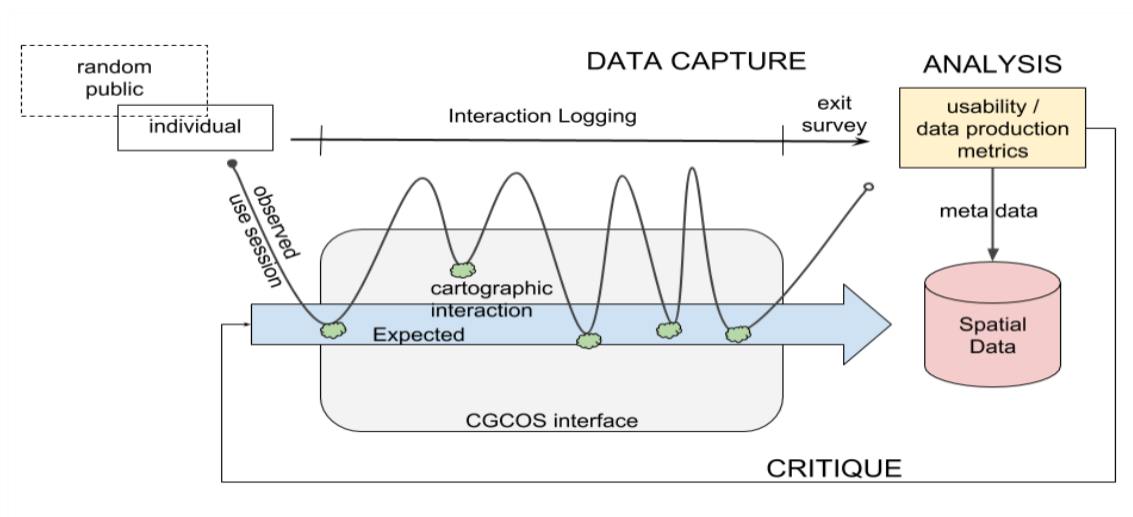 random
public
individual
DATA CAPTURE
ANALYSIS
Interaction Logging
exit
survey
usability /
data production
metrics
observed
use session
meta data
cartographic
interaction
Expected
Spatial
Data
CGCOS interface
CRITIQUE